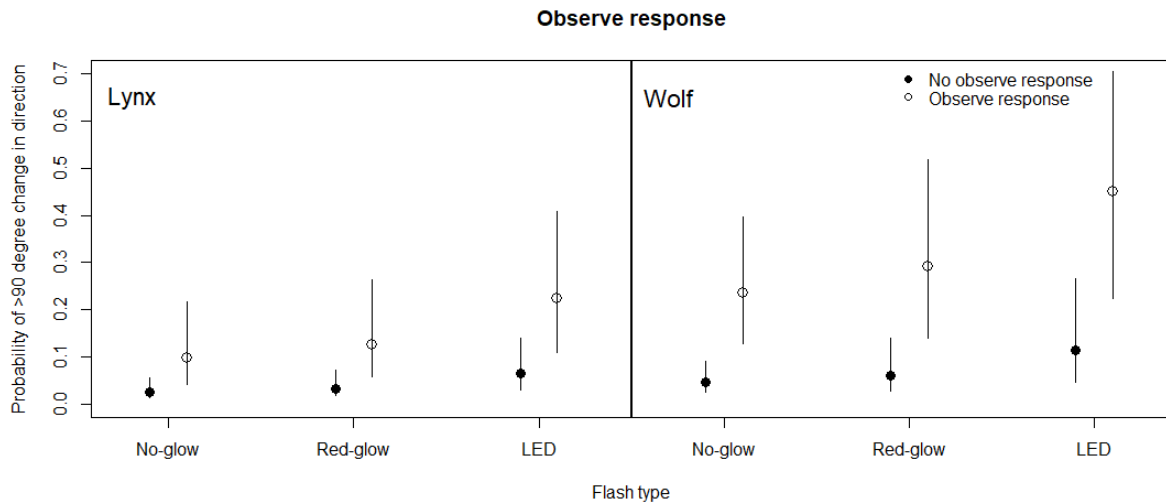 Observe response
Probability of >90 degree change in direction
0.7
0.6
0.5
0.4
0.3
0.2
0.1
0.0
Lynx
Wolf
No observe response
Observe response
No-glow Red-glow LED No-glow Red-glow LED
Flash type